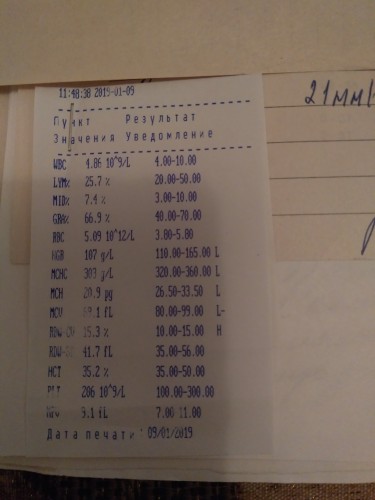 11:48:38 2019-01-09
21мм/
Пункт Результат
Значения Уведомление
WBC 4.86 10^9/L 4.00-10.00
LYM% 25.7 % 20.00-50.00
MID% 7.4 % 3.00-10.00
GRA% 66.9 % 40.00-70.00
RBC 5.09 10^12/L 3.80-5.80
HGB 107 g/L 110.00-165.00 L
MCHC 303 g/L 320.00-360.00 L
MCH 20.9 pg 26.50-33.50 L
MCV 69.1 fL 80.00-99.00 L-
RDW-CV 15.3 % 10.00-15.00 H
RDW-SD 41.7 fL 35.00-56.00
HCT 35.2 % 35.00-50.00
PLT 206 10^9/L 100.00-300.00
9.1 fL 7.00-11.00
Дата печати: 09/01/2019